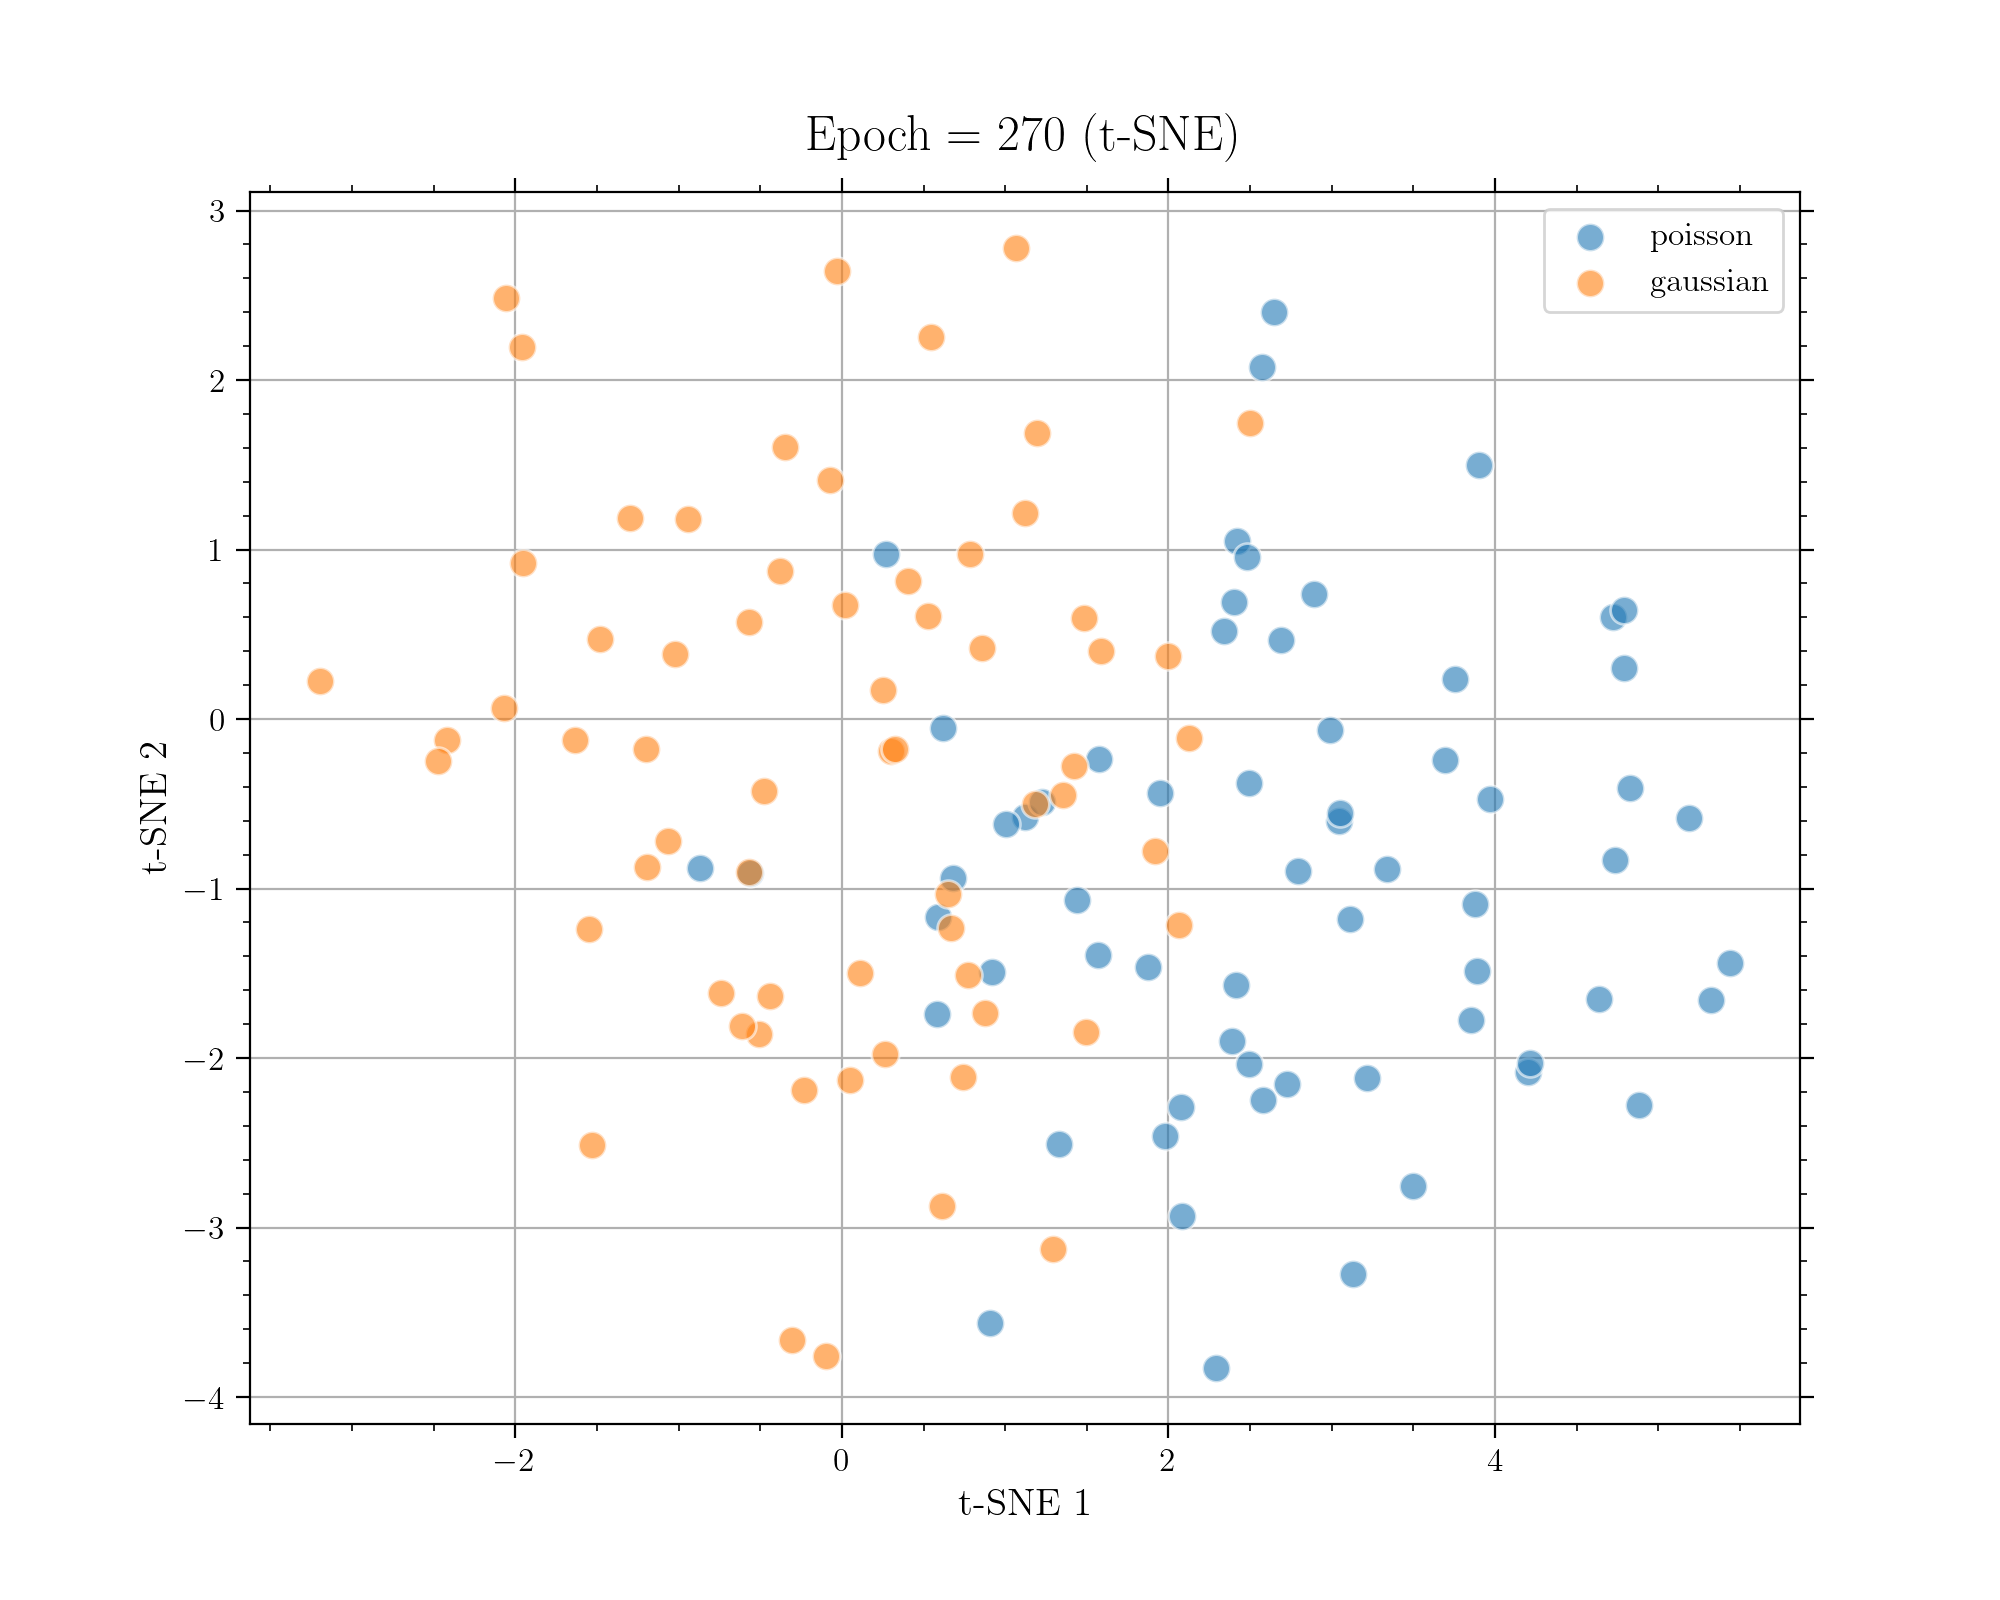 Epoch = 270 (t-SNE)
poisson
gaussian
3
2
1
0
−1
−2
−3
−4
t-SNE 2
−2 0 2 4
t-SNE 1